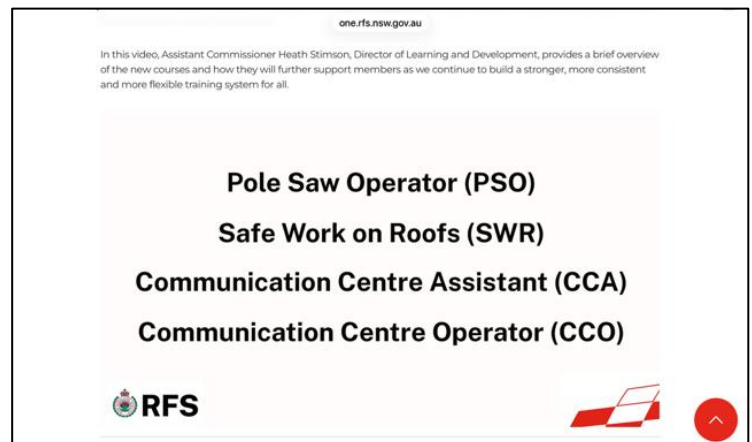 one.rfs.nsw.gov.au
In this video, Assistant Commissioner Heath Stimson, Director of Learning and Development, provides a brief overview
of the new courses and how they will further support members as we continue to build a stronger, more consistent
and more flexible training system for all.
Pole Saw Operator (PSO)
Safe Work on Roofs (SWR)
Communication Centre Assistant (CCA)
Communication Centre Operator (CCO)
RFS